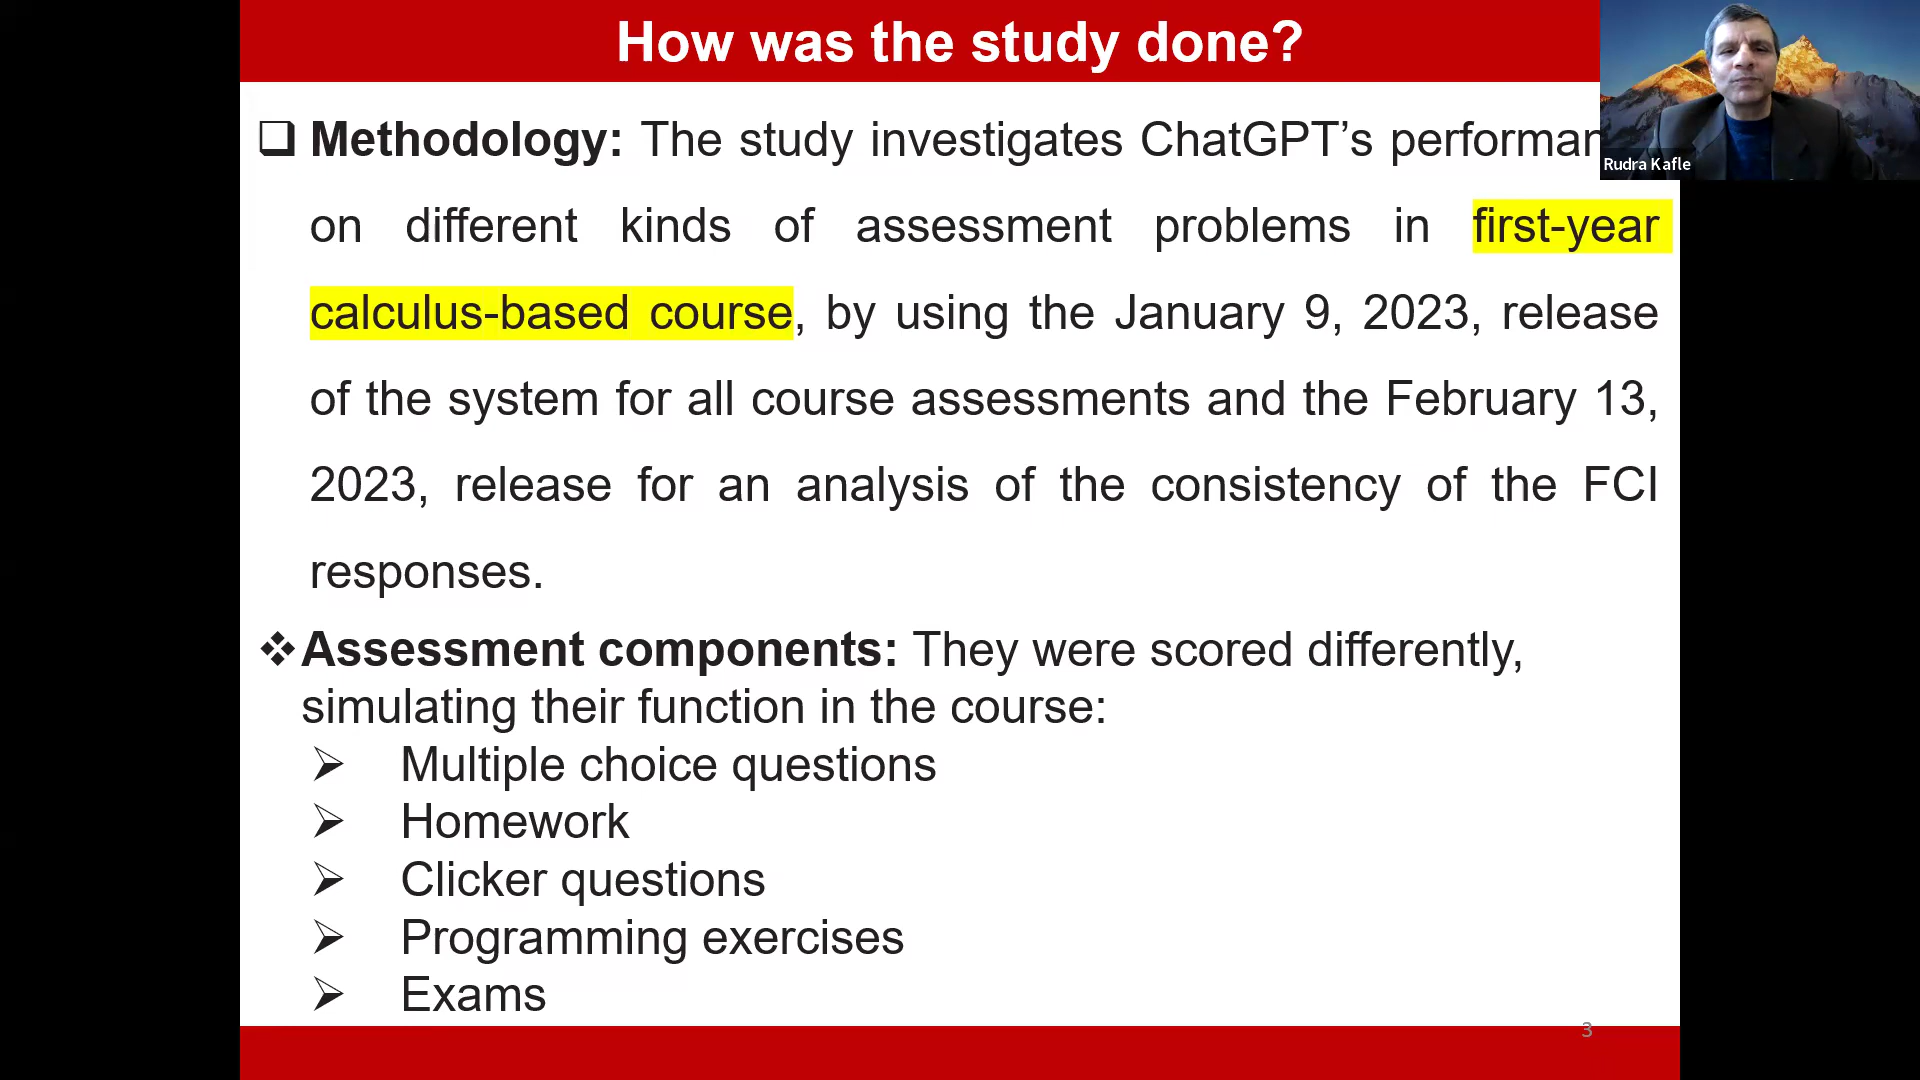 How was the study done?
Methodology: The study investigates ChatGPT's performan
on different kinds of assessment problems in first-year
calculus-based course, by using the January 9, 2023, release
of the system for all course assessments and the February 13,
2023, release for an analysis of the consistency of the FCI
responses.
Assessment components: They were scored differently,
simulating their function in the course:
Multiple choice questions
Homework
Clicker questions
Programming exercises
Exams
3
Rudra Kafle